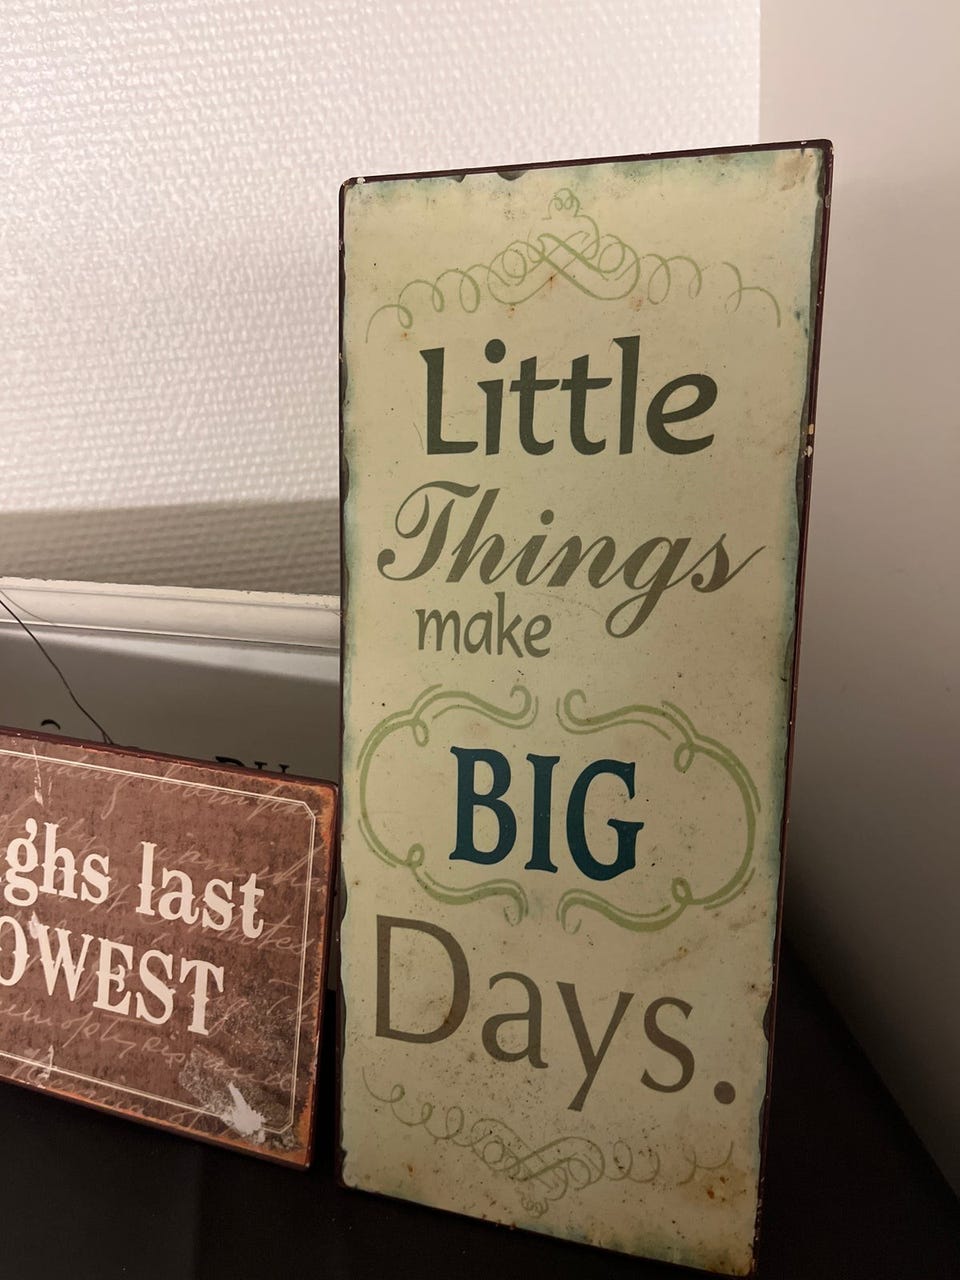 Little
Things
make
BIG
Days.
ghs last
OWEST